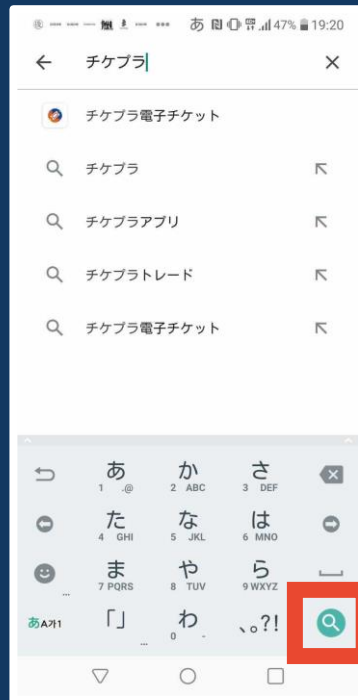 あ 47% 19:20
チケプラ
チケプラ電子チケット
チケプラ
チケプラアプリ
チケプラトレード
チケプラ電子チケット
あ か さ
1 .@ 2 ABC 3 DEF
た な は
4 GHI 5 JKL 6 MNO
ま や ら
7 PQRS 8 TUV 9 WXYZ
... 
あA가1 「」 わ 、。?!
... 0 .